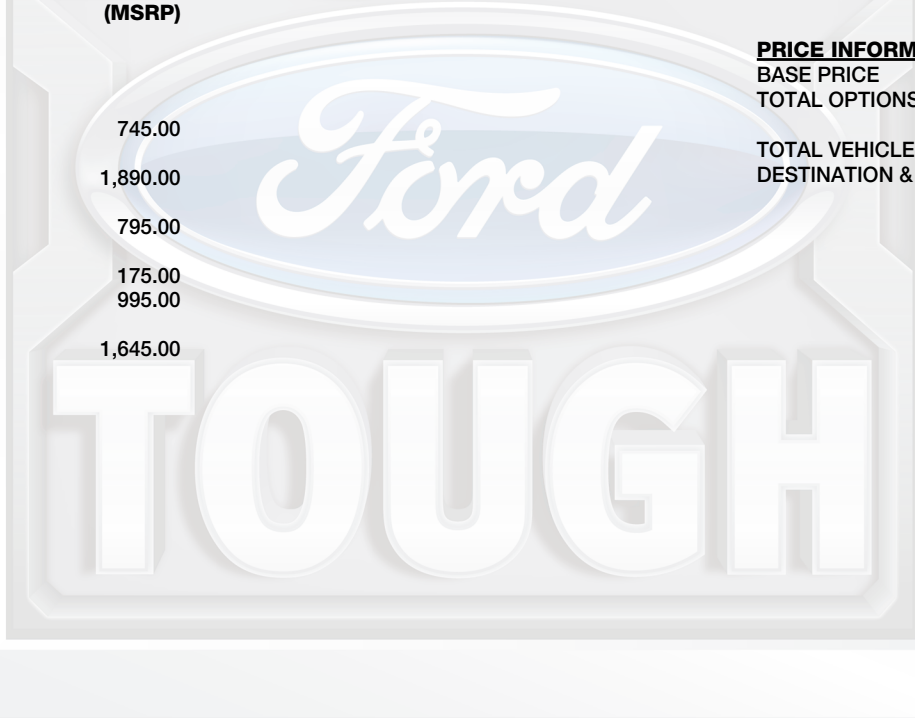 (MSRP)
745.00
1,890.00
795.00
175.00
995.00
1,645.00
PRICE INFORM
BASE PRICE
TOTAL OPTIONS
TOTAL VEHICLE
DESTINATION &
Ford
TOUGH